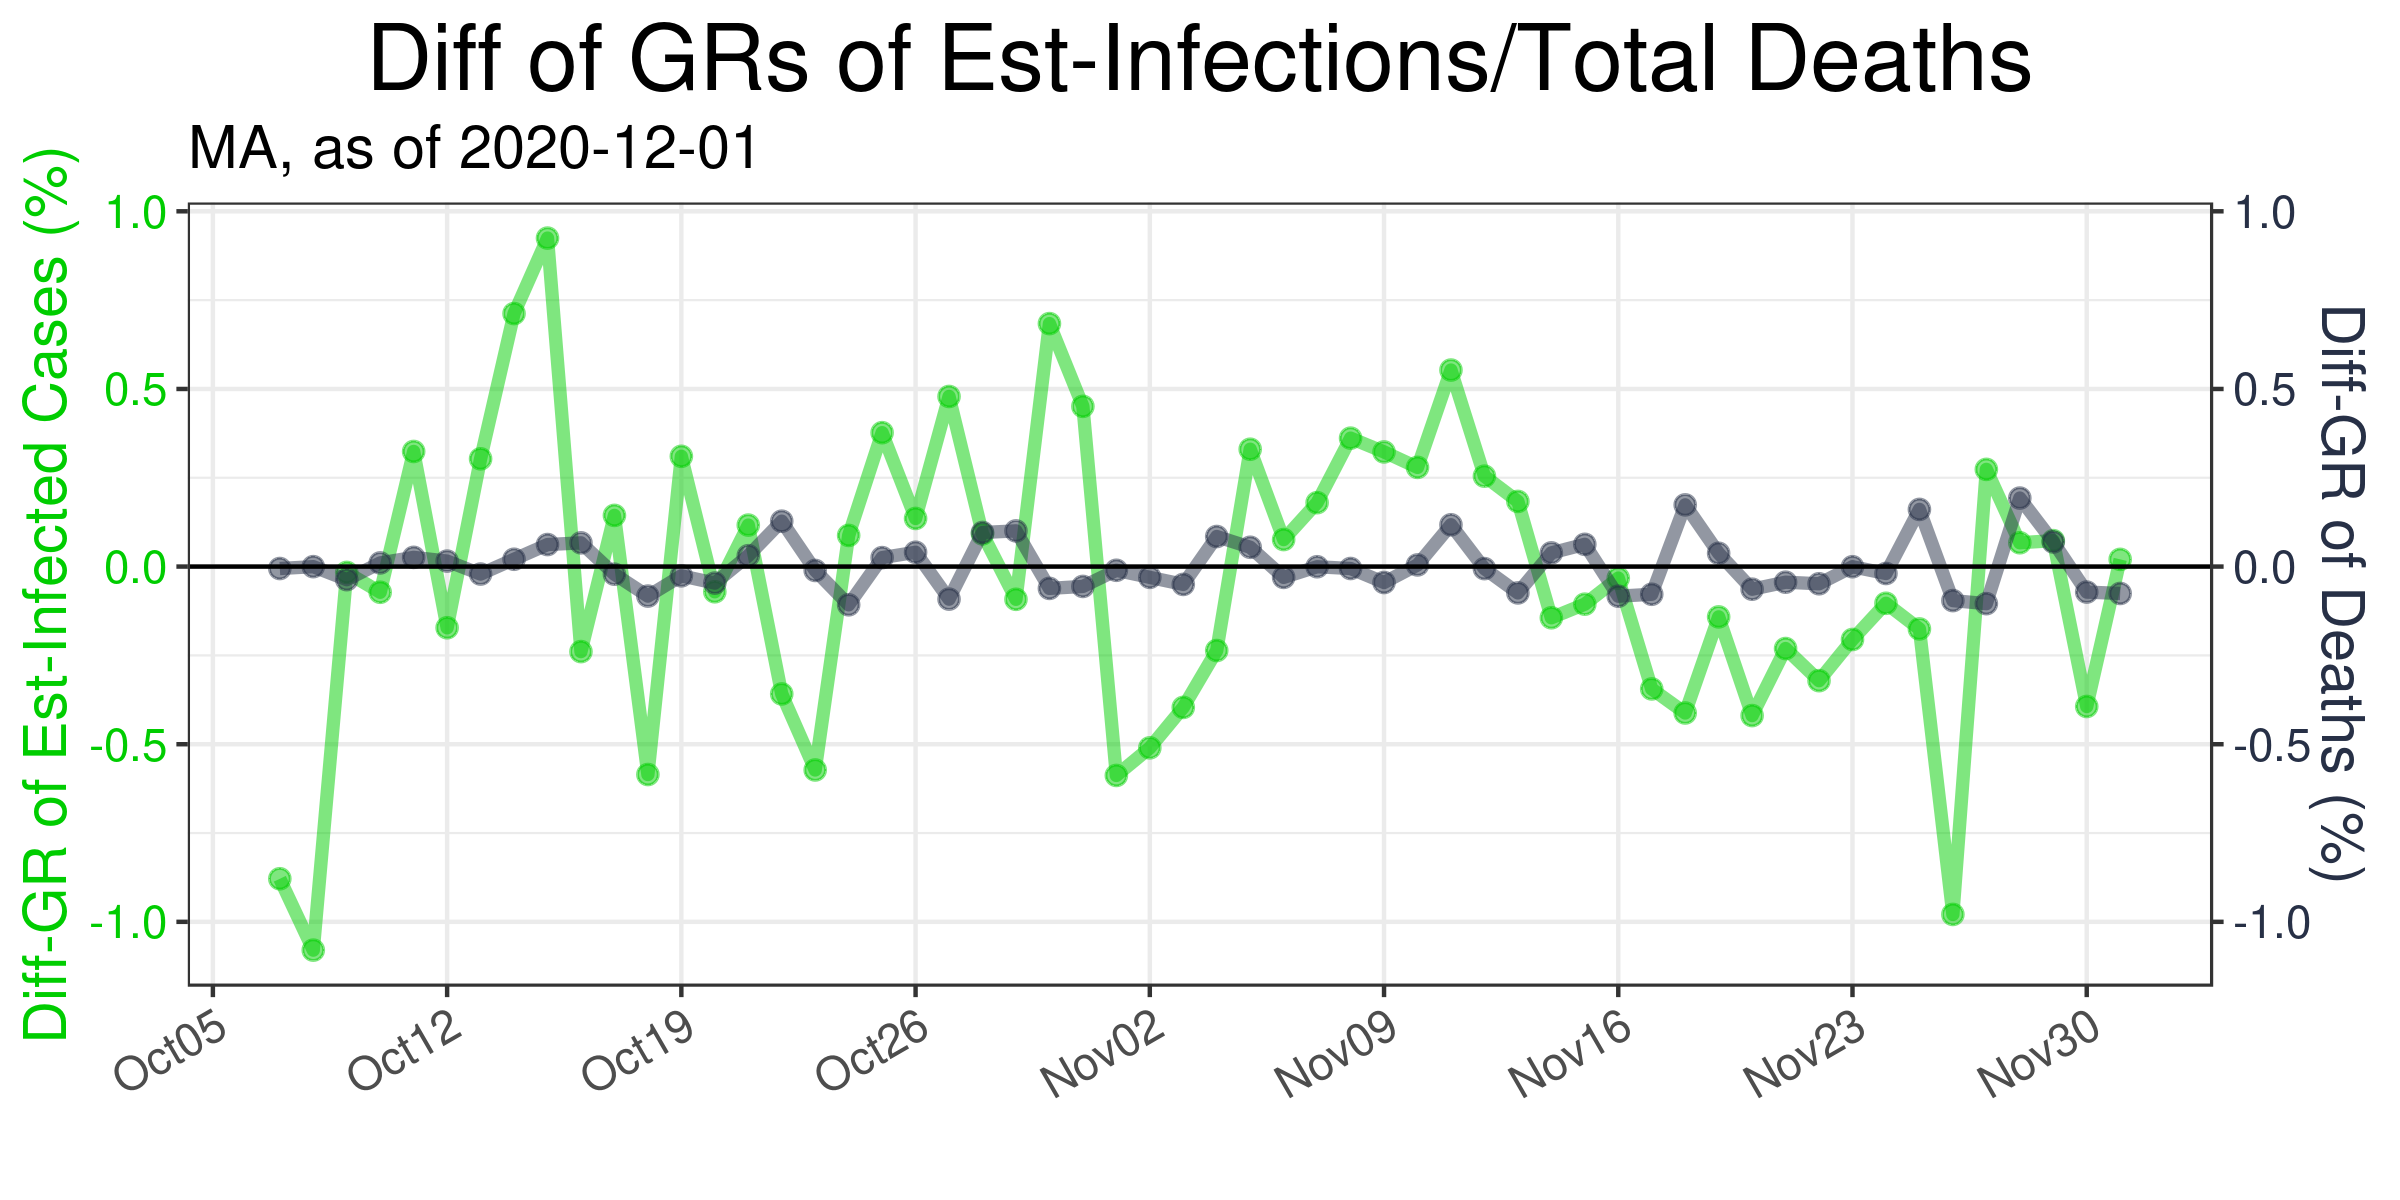 Diff of GRs of Est-Infections/Total Deaths
MA, as of 2020-12-01
Diff-GR of Est-Infected Cases (%)
1.0
0.5
0.0
-0.5
-1.0
1.0
0.5
0.0
-0.5
-1.0
Diff-GR of Deaths (%)
Oct05
Oct12
Oct19
Oct26
Nov02
Nov09
Nov16
Nov23
Nov30